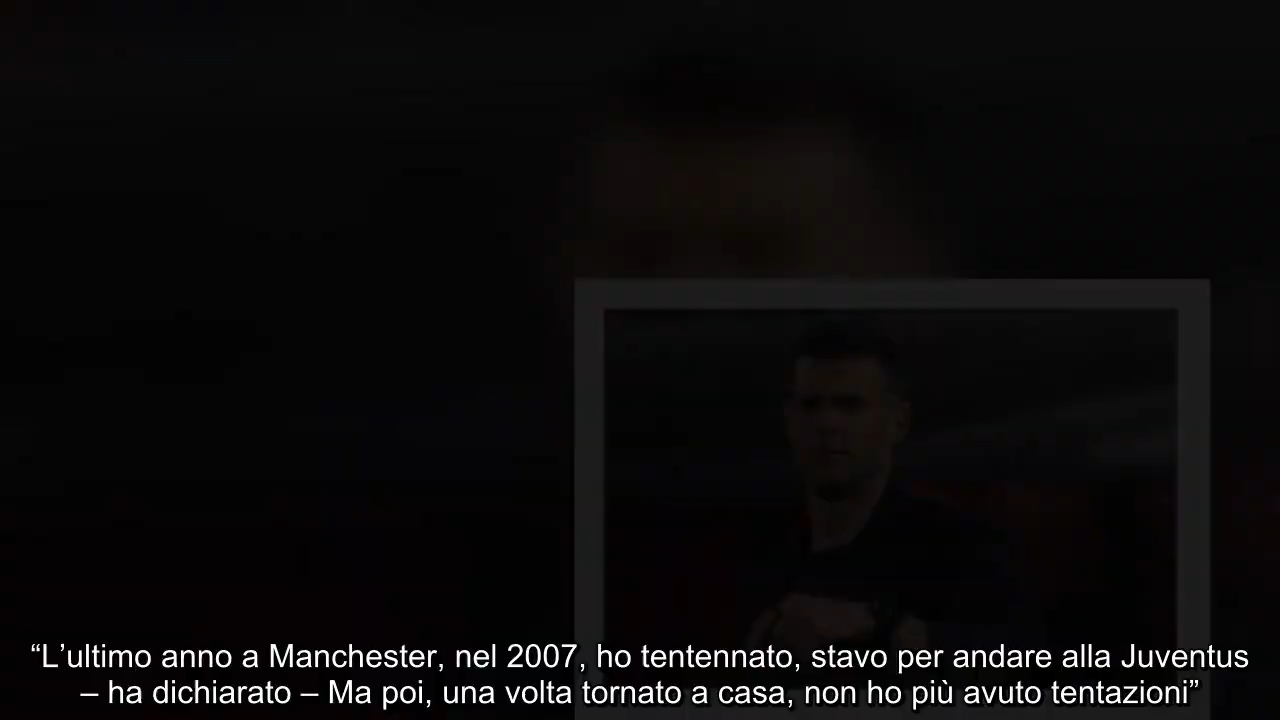 “L’ultimo anno a Manchester, nel 2007, ho tentennato, stavo per andare alla Juventus
– ha dichiarato – Ma poi, una volta tornato a casa, non ho più avuto tentazioni”